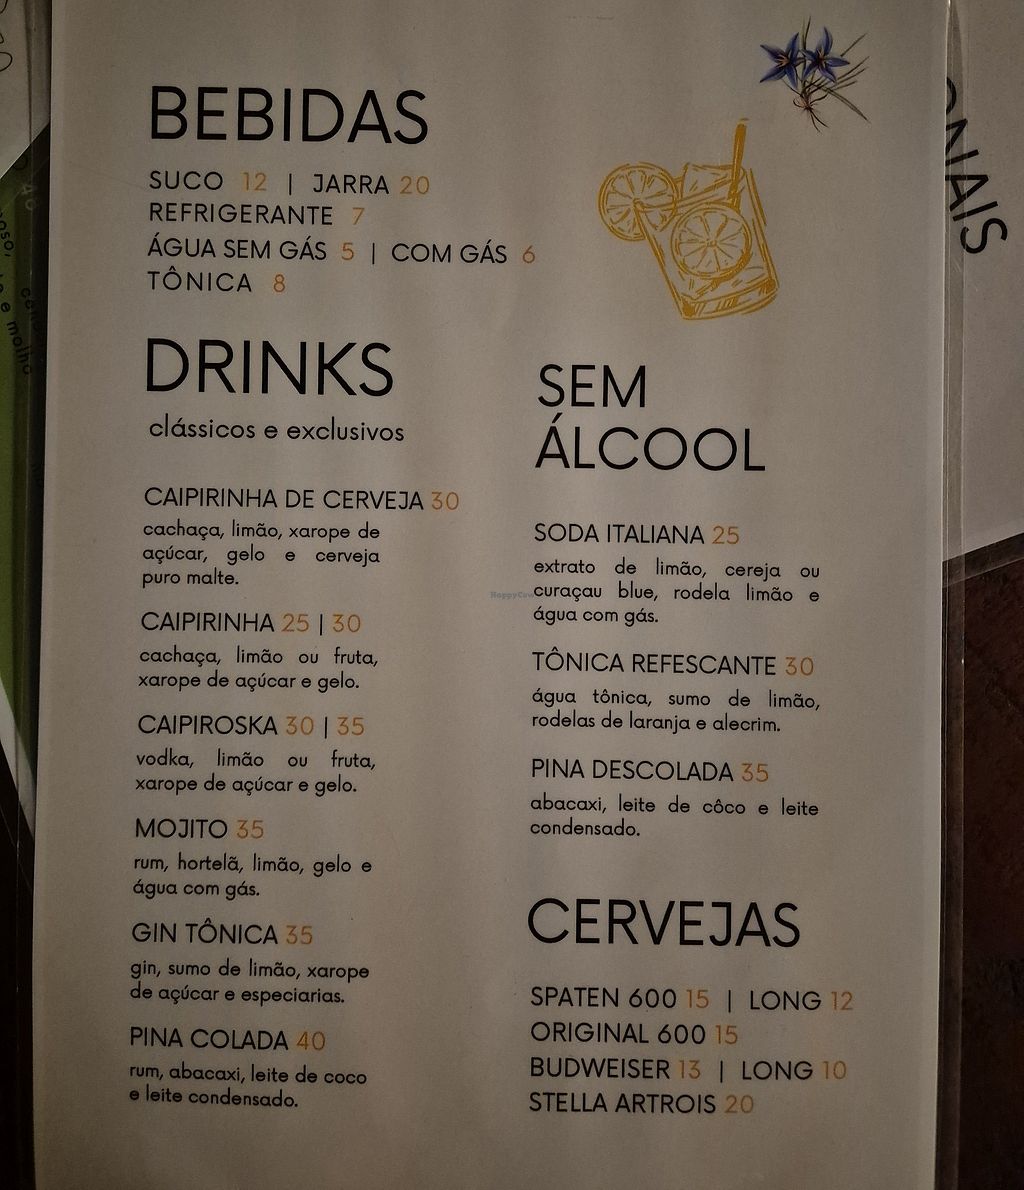 BEBIDAS
SUCO 12 | JARRA 20
REFRIGERANTE 7
ÁGUA SEM GÁS 5 | COM GÁS 6
TÔNICA 8
DRINKS
clássicos e exclusivos
CAIPIRINHA DE CERVEJA 30
cachaça, limão, xarope de
açúcar, gelo e cerveja
puro malte.
CAIPIRINHA 25 | 30
cachaça, limão ou fruta,
xarope de açúcar e gelo.
CAIPIROSKA 30 | 35
vodka, limão ou fruta,
xarope de açúcar e gelo.
MOJITO 35
rum, hortelã, limão, gelo e
água com gás.
GIN TÔNICA 35
gin, sumo de limão, xarope
de açúcar e especiarias.
PINA COLADA 40
rum, abacaxi, leite de coco
e leite condensado.
SEM
ÁLCOOL
SODA ITALIANA 25
extrato de limão, cereja ou
curaçau blue, rodela limão e
água com gás.
TÔNICA REFESCANTE 30
água tônica, sumo de limão,
rodelas de laranja e alecrim.
PINA DESCOLADA 35
abacaxi, leite de côco e leite
condensado.
CERVEJAS
SPATEN 600 15 | LONG 12
ORIGINAL 600 15
BUDWEISER 13 | LONG 10
STELLA ARTROIS 20
HappyCow
ONAIS
e molho